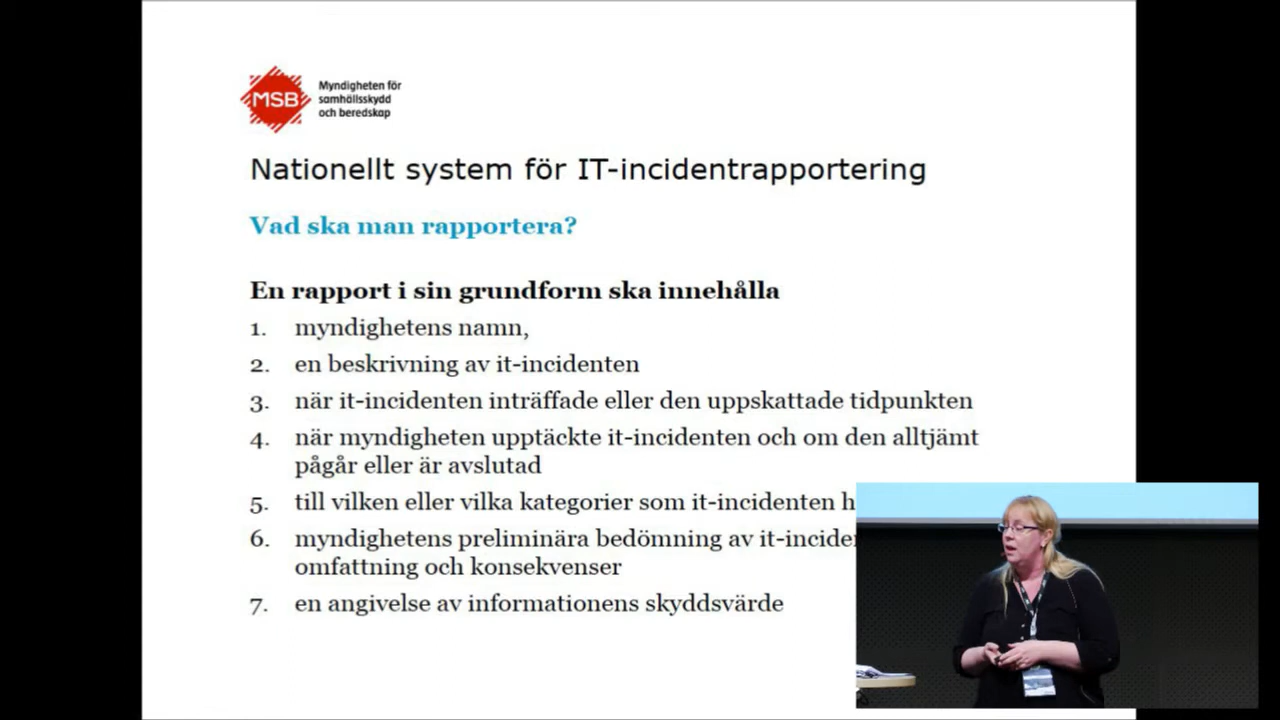 MSB
Myndigheten för
samhällsskydd
och beredskap
Nationellt system för IT-incidentrapportering
Vad ska man rapportera?
En rapport i sin grundform ska innehålla
1. myndighetens namn,
2. en beskrivning av it-incidenten
3. när it-incidenten inträffade eller den uppskattade tidpunkten
4. när myndigheten upptäckte it-incidenten och om den alltjämt
pågår eller är avslutad
5. till vilken eller vilka kategorier som it-incidenten
6. myndighetens preliminära bedömning av
omfattning och konsekvenser
7. en angivelse av informationens skyddsvärde